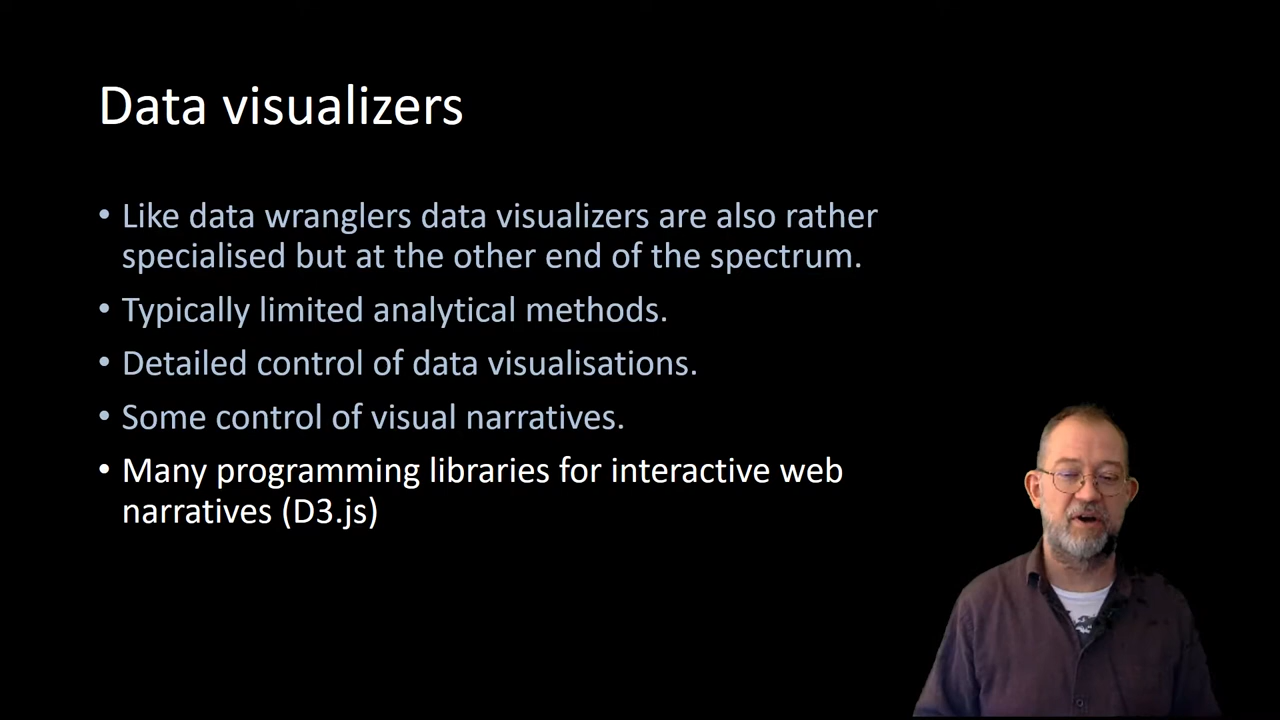 Data visualizers
• Like data wranglers data visualizers are also rather
specialised but at the other end of the spectrum.
• Typically limited analytical methods.
• Detailed control of data visualisations.
• Some control of visual narratives.
• Many programming libraries for interactive web
narratives (D3.js)